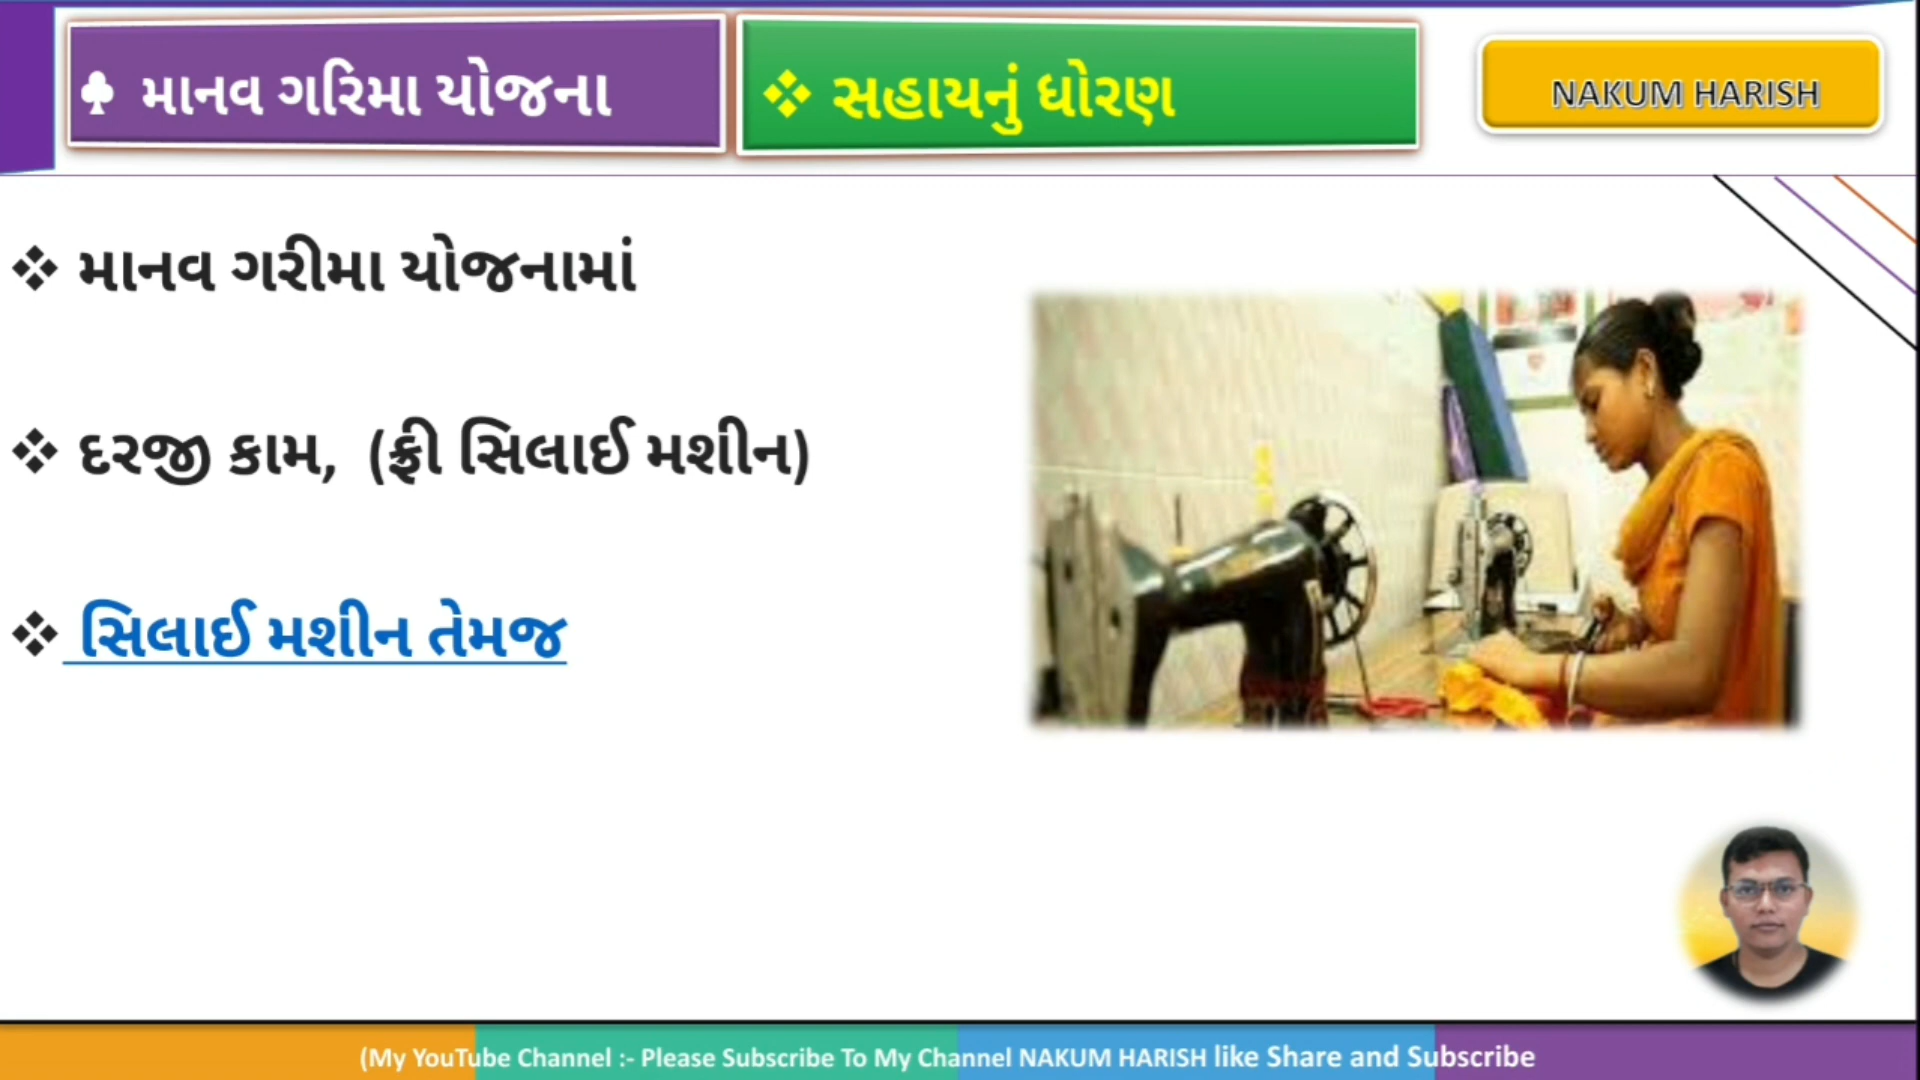 ♣ માનવ ગરિમા યોજના
❖ સહાયનું ધોરણ
NAKUM HARISH
❖ માનવ ગરીમા યોજનામાં
❖ દરજી કામ, (ફ્રી સિલાઈ મશીન)
❖ સિલાઈ મશીન તેમજ
(My YouTube Channel :- Please Subscribe To My Channel NAKUM HARISH like Share and Subscribe